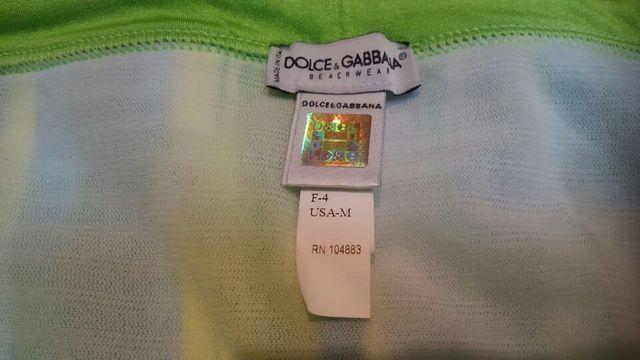 MADE IN ITALY
DOLCE & GABBANA®
BEACHWEAR
DOLCE & GABBANA
D&G
F-4
USA-M
RN 104883